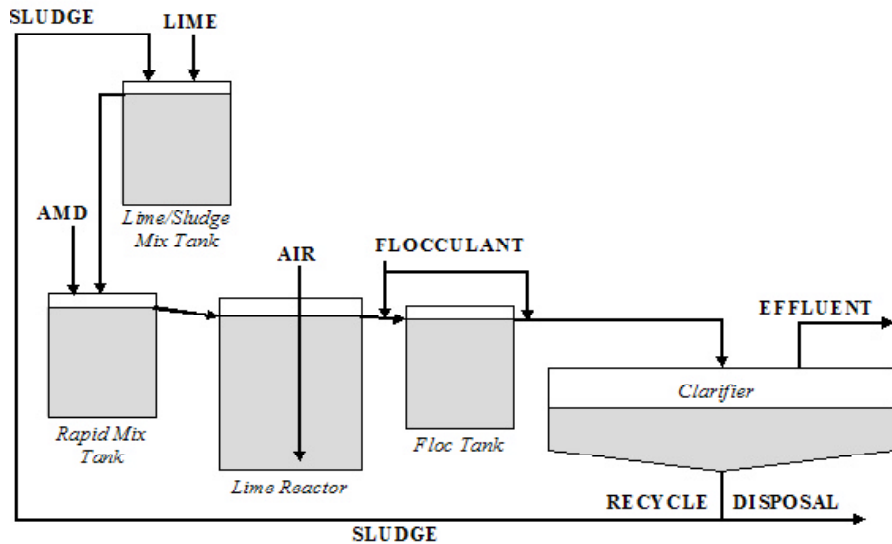 SLUDGE
LIME
Lime/Sludge
Mix Tank
AMD
AIR
FLOCCULANT
EFFLUENT
Clarifier
Rapid Mix
Tank
Lime Reactor
Floc Tank
RECYCLE
DISPOSAL
SLUDGE